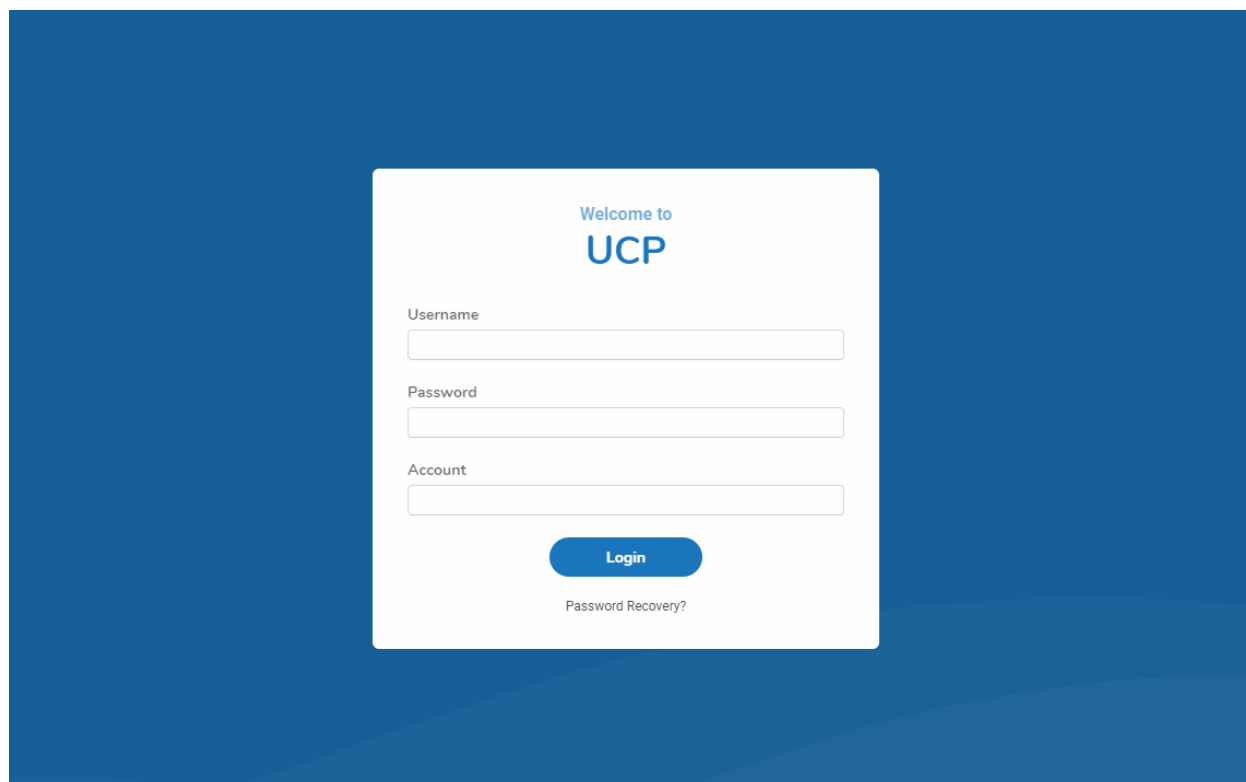 Welcome to
UCP
Username
Password
Account
Login
Password Recovery?